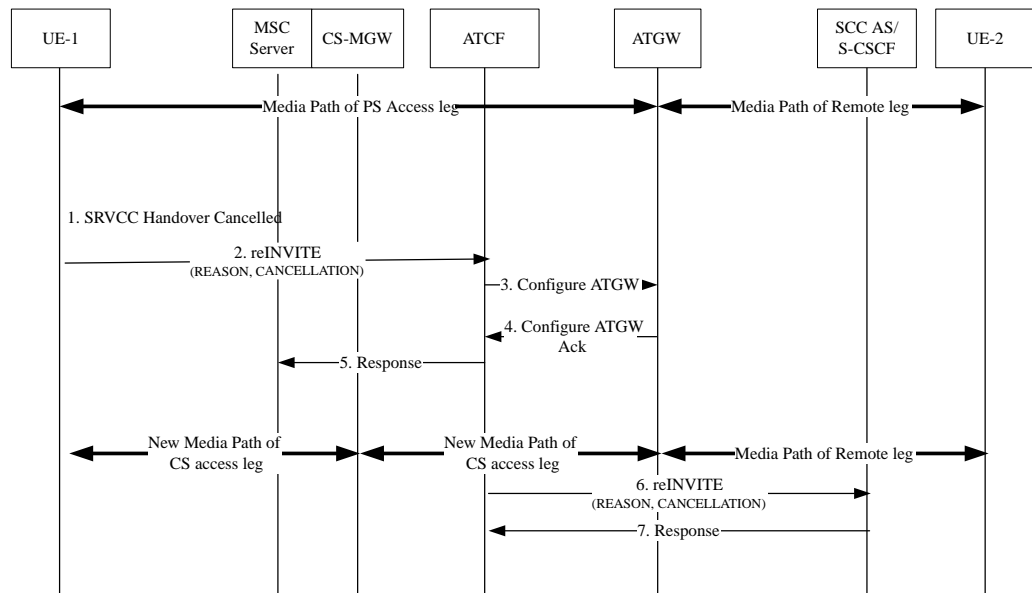 UE-1
MSC
Server
CS-MGW
ATCF
ATGW
SCC AS/
S-CSCF
UE-2
Media Path of PS Access leg
Media Path of Remote leg
1. SRVCC Handover Cancelled
2. reINVITE
(REASON, CANCELLATION)
3. Configure ATGW
4. Configure ATGW
Ack
5. Response
New Media Path of
CS access leg
New Media Path of
CS access leg
Media Path of Remote leg
6. reINVITE
(REASON, CANCELLATION)
7. Response